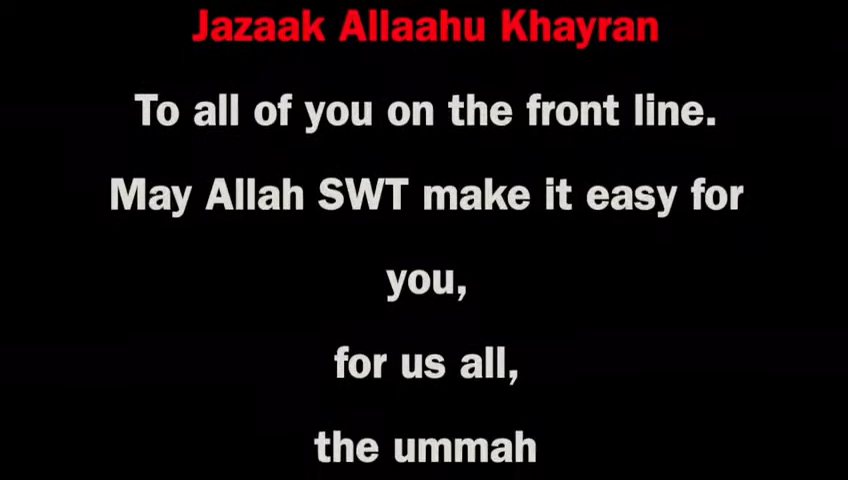 Jazaak Allaahu Khayran
To all of you on the front line.
May Allah SWT make it easy for
you,
for us all,
the ummah